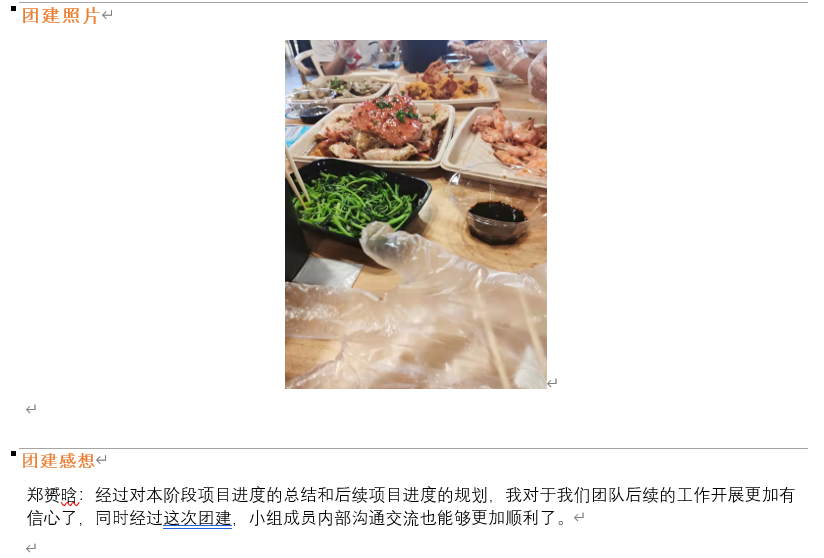 团建照片
团建感想
郑赟晗：经过对本阶段项目进度的总结和后续项目进度的规划，我对于我们团队后续的工作开展更加有
信心了，同时经过这次团建，小组成员内部沟通交流也能够更加顺利了。